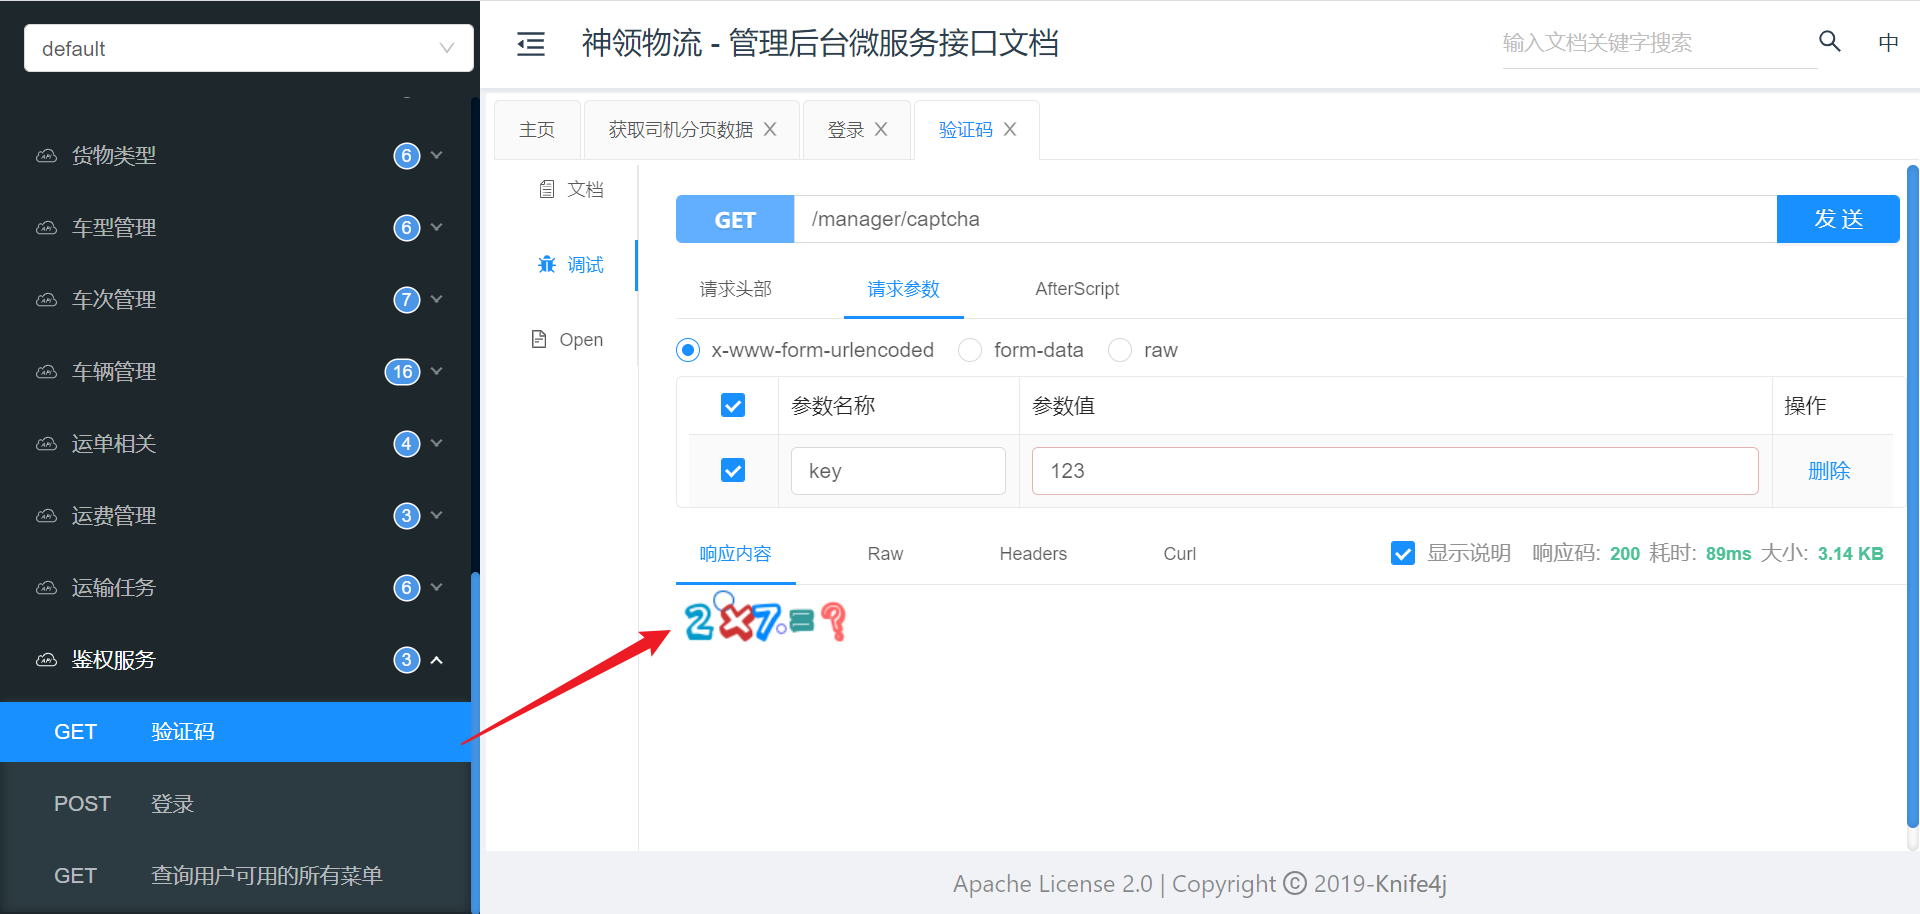 default
货物类型 6
车型管理 6
车次管理 7
车辆管理 16
运单相关 4
运费管理 3
运输任务 6
鉴权服务 3
GET 验证码
POST 登录
GET 查询用户可用的所有菜单
神领物流 - 管理后台微服务接口文档
输入文档关键字搜索
中
主页 获取司机分页数据 登录 验证码
文档
调试
Open
GET /manager/captcha 发送
请求头部 请求参数 AfterScript
x-www-form-urlencoded form-data raw
参数名称 参数值 操作
key 123 删除
响应内容 Raw Headers Curl 显示说明 响应码: 200 耗时: 89ms 大小: 3.14 KB
2×7=?
Apache License 2.0 | Copyright © 2019-Knife4j